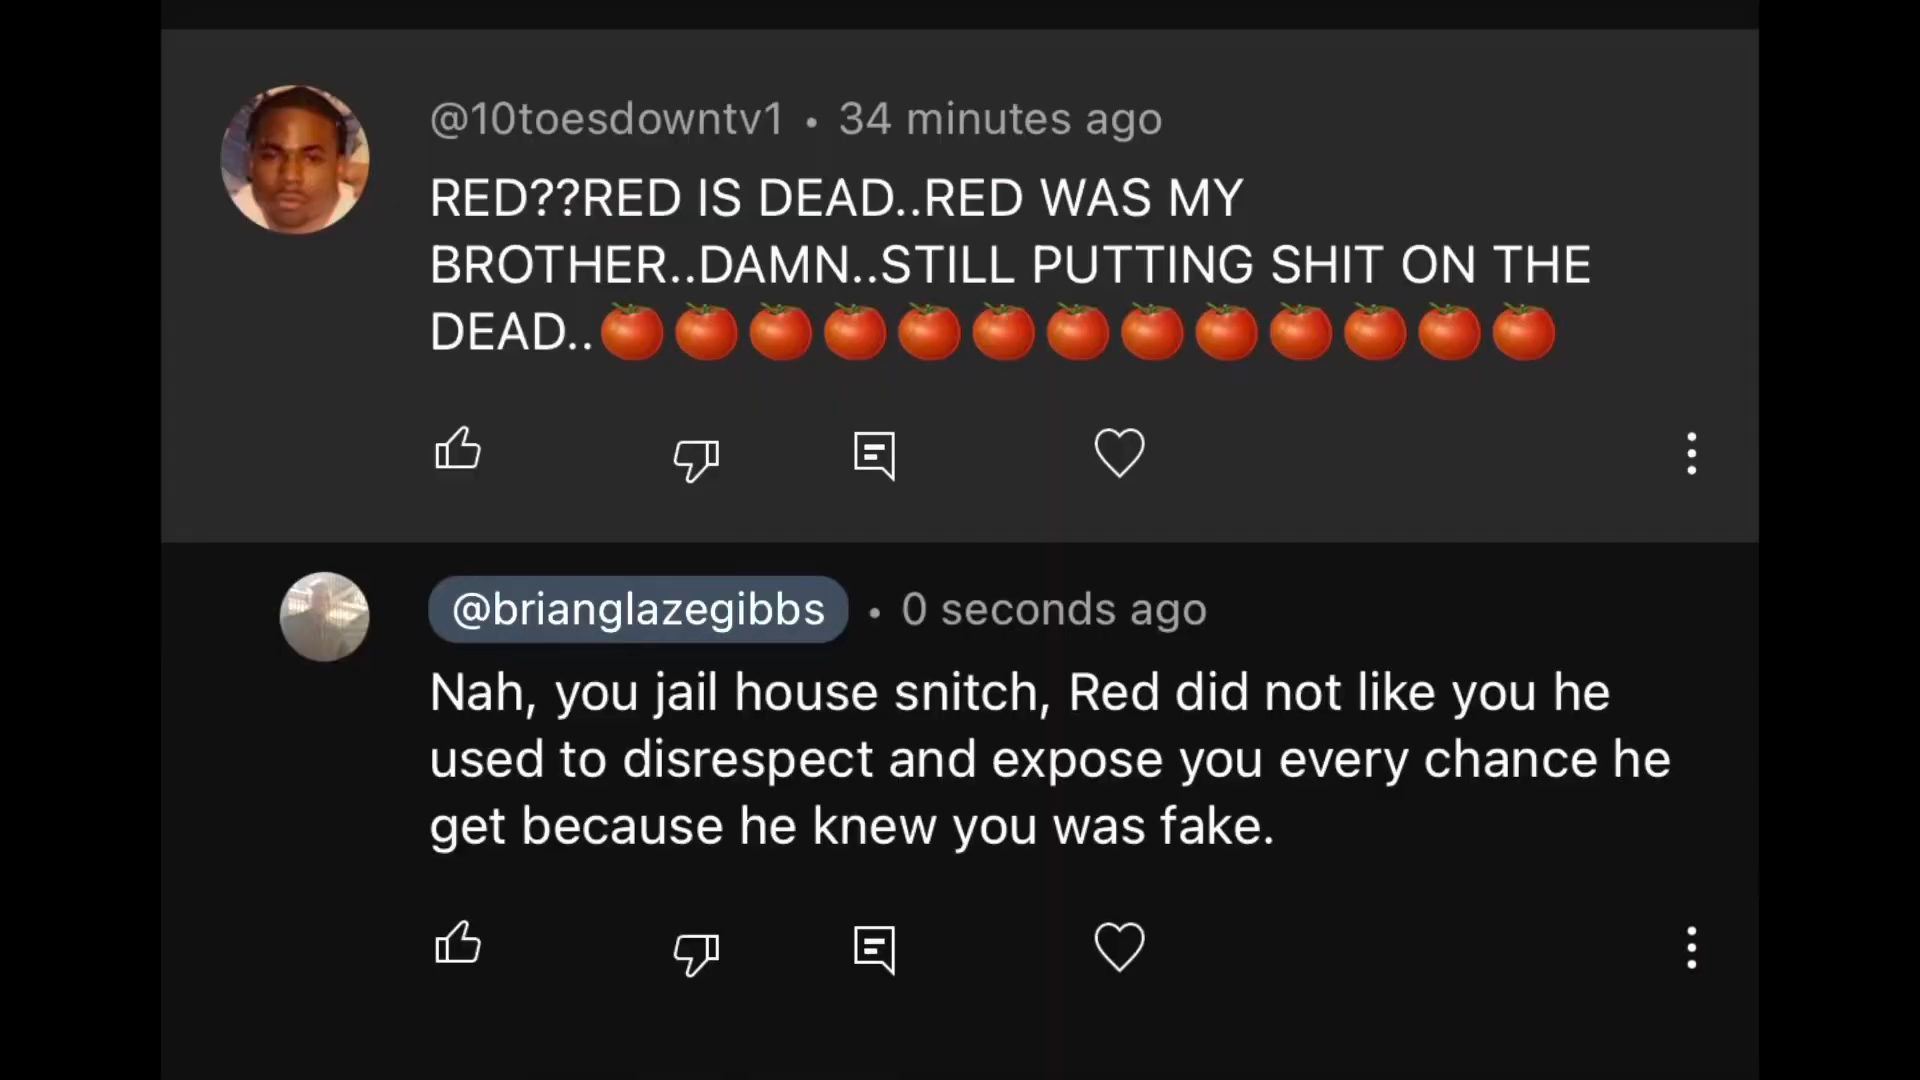 @10toesdowntv1 • 34 minutes ago
RED??RED IS DEAD..RED WAS MY
BROTHER..DAMN..STILL PUTTING SHIT ON THE
DEAD..🍅🍅🍅🍅🍅🍅🍅🍅🍅🍅🍅🍅🍅
@brianglazegibbs • 0 seconds ago
Nah, you jail house snitch, Red did not like you he
used to disrespect and expose you every chance he
get because he knew you was fake.